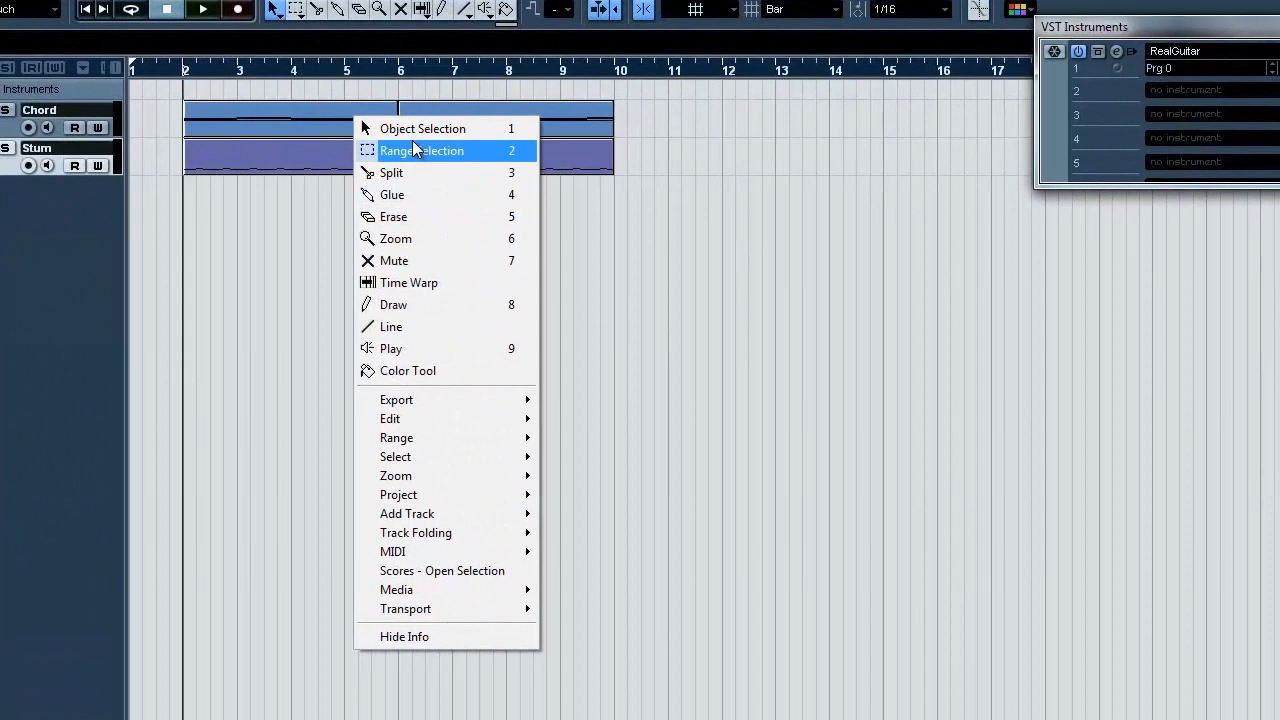 uch
Bar
1/16
VST Instruments
S R W
1 2 3 4 5 6 7 8 9 10 11 12 13 14 15 16 17
1 RealGuitar
Prg 0
2 no instrument
3 no instrument
4 no instrument
5 no instrument
Instruments
S Chord
R W
S Stum
R W
Object Selection 1
Range Selection 2
Split 3
Glue 4
Erase 5
Zoom 6
Mute 7
Time Warp
Draw 8
Line
Play 9
Color Tool
Export
Edit
Range
Select
Zoom
Project
Add Track
Track Folding
MIDI
Scores - Open Selection
Media
Transport
Hide Info